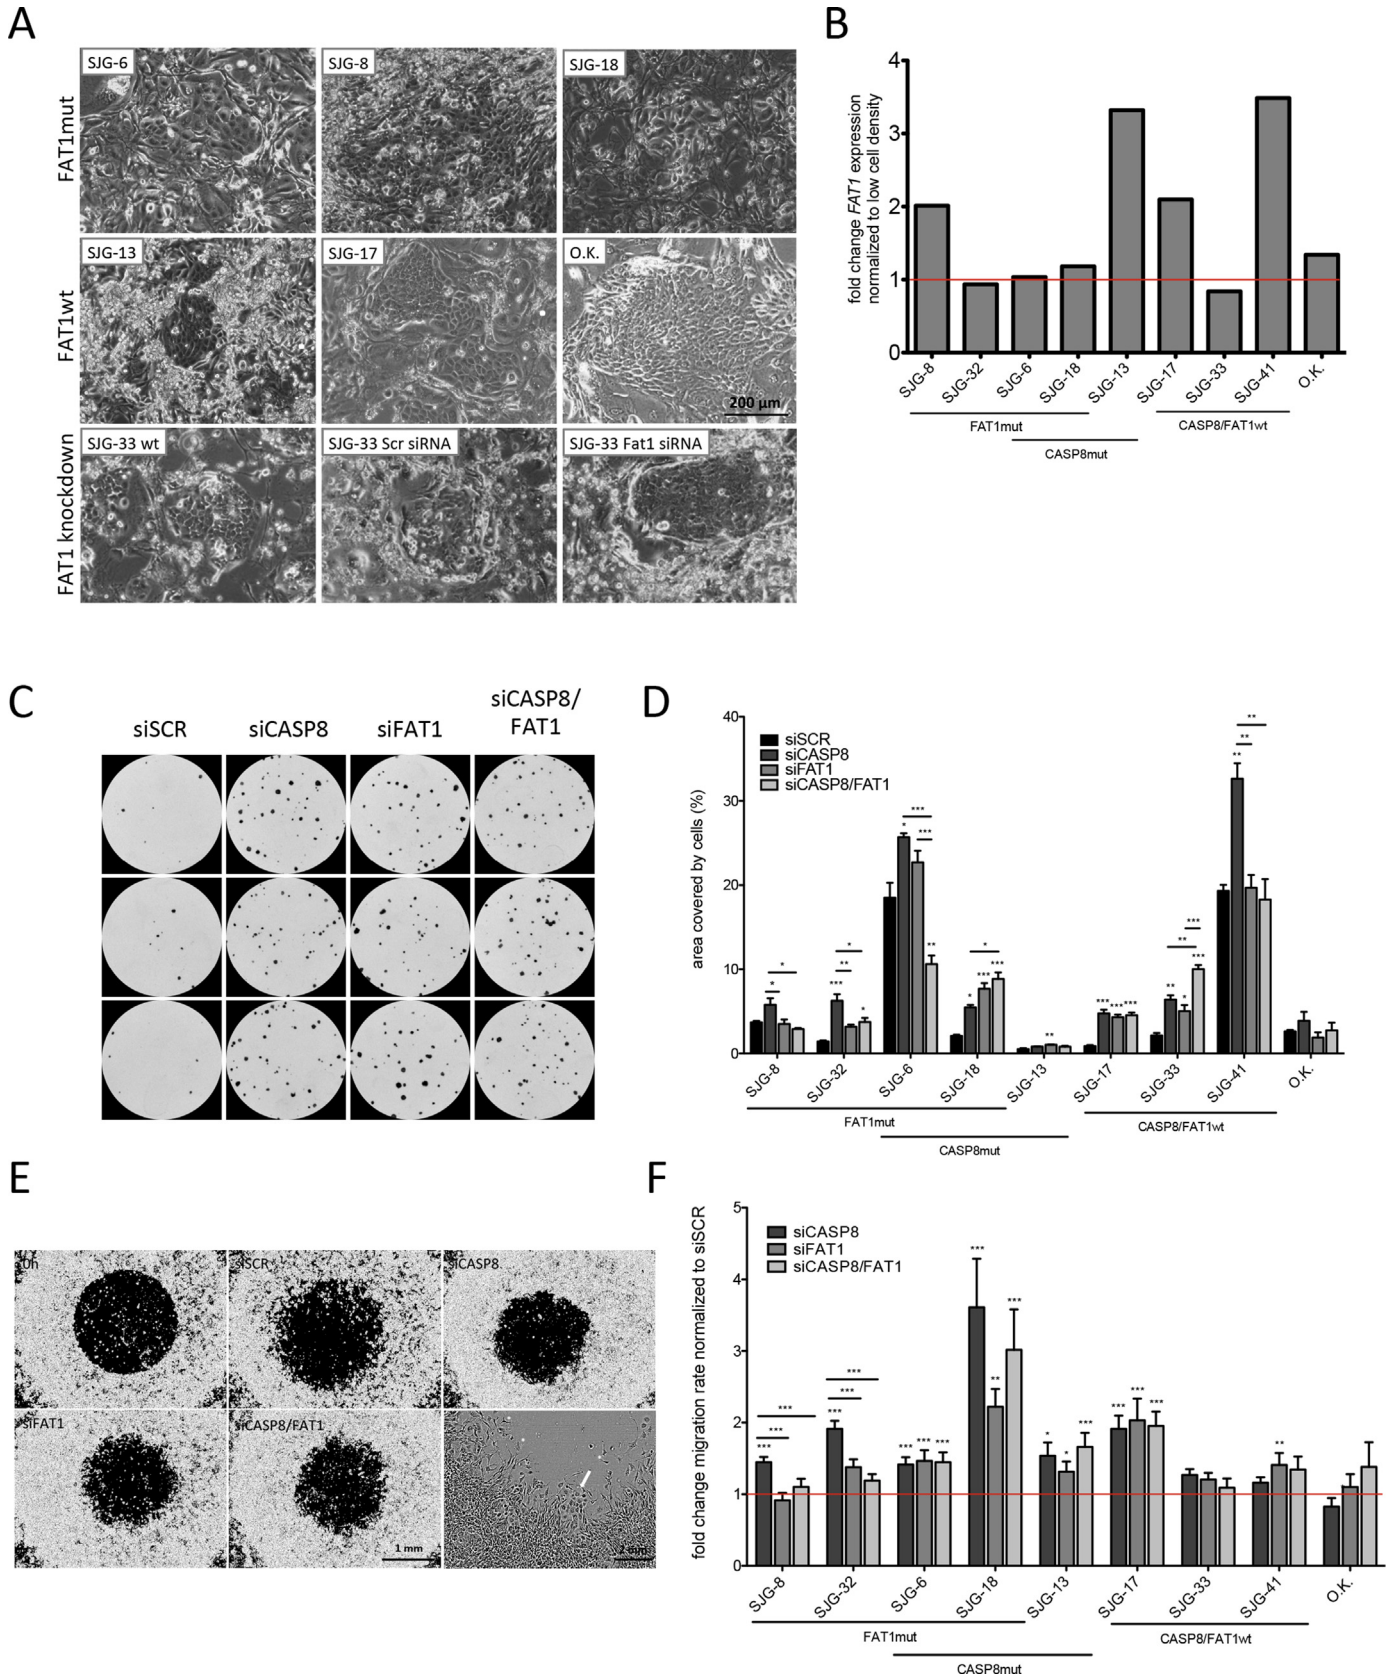 A
SJG-6
SJG-8
SJG-18
FAT1mut
SJG-13
SJG-17
O.K.
FAT1wt
200 µm
SJG-33 wt
SJG-33 Scr siRNA
SJG-33 Fat1 siRNA
FAT1 knockdown
B
fold change FAT1 expression
normalized to low cell density
4
3
2
1
0
SJG-8
SJG-32
SJG-6
SJG-18
SJG-13
SJG-17
SJG-33
SJG-41
O.K.
FAT1mut
CASP8/FAT1wt
CASP8mut
C
siSCR
siCASP8
siFAT1
siCASP8/
FAT1
D
area covered by cells (%)
40
30
20
10
0
siSCR
siCASP8
siFAT1
siCASP8/FAT1
* * *** ** * * * *** *** ** * *** *** ** *** *** *** ** * *** ** *** ** ** **
SJG-8
SJG-32
SJG-6
SJG-18
SJG-13
SJG-17
SJG-33
SJG-41
O.K.
FAT1mut
CASP8/FAT1wt
CASP8mut
E
0h
siSCR
siCASP8
siFAT1
siCASP8/FAT1
1 mm
F
fold change migration rate normalized to siSCR
5
4
3
2
1
0
siCASP8
siFAT1
siCASP8/FAT1
*** *** *** *** *** *** *** *** *** *** ** *** * * *** *** *** *** **
SJG-8
SJG-32
SJG-6
SJG-18
SJG-13
SJG-17
SJG-33
SJG-41
O.K.
FAT1mut
CASP8/FAT1wt
CASP8mut